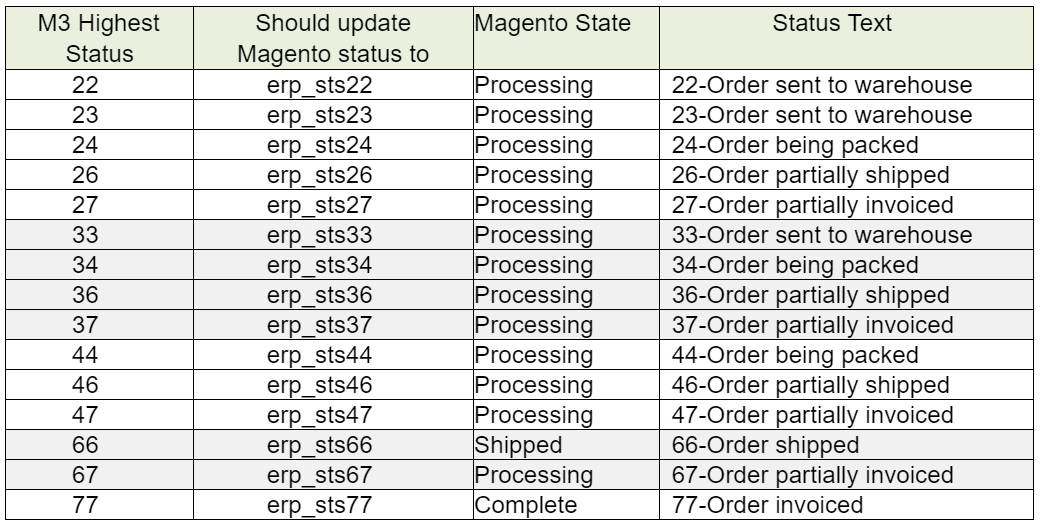 M3 Highest Status Should update Magento status to Magento State Status Text
22 erp_sts22 Processing 22-Order sent to warehouse
23 erp_sts23 Processing 23-Order sent to warehouse
24 erp_sts24 Processing 24-Order being packed
26 erp_sts26 Processing 26-Order partially shipped
27 erp_sts27 Processing 27-Order partially invoiced
33 erp_sts33 Processing 33-Order sent to warehouse
34 erp_sts34 Processing 34-Order being packed
36 erp_sts36 Processing 36-Order partially shipped
37 erp_sts37 Processing 37-Order partially invoiced
44 erp_sts44 Processing 44-Order being packed
46 erp_sts46 Processing 46-Order partially shipped
47 erp_sts47 Processing 47-Order partially invoiced
66 erp_sts66 Shipped 66-Order shipped
67 erp_sts67 Processing 67-Order partially invoiced
77 erp_sts77 Complete 77-Order invoiced